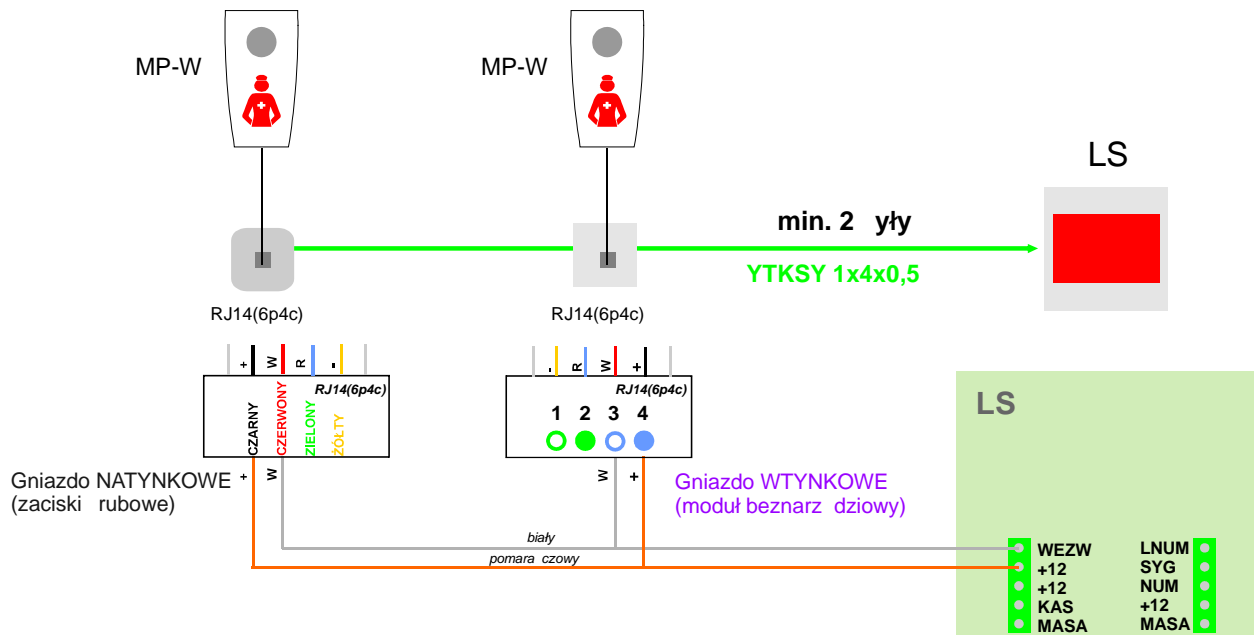 MP-W
MP-W
LS
min. 2 yły
YTKSY 1x4x0,5
RJ14(6p4c)
RJ14(6p4c)
+ W R -
- R W +
RJ14(6p4c)
RJ14(6p4c)
CZARNY
CZERWONY
ZIELONY
ŻÓŁTY
1 2 3 4
LS
Gniazdo NATYNKOWE
(zaciski rubowe)
+ W
W +
Gniazdo WTYNKOWE
(moduł beznarz dziowy)
biały
pomara czowy
WEZW
+12
+12
KAS
MASA
LNUM
SYG
NUM
+12
MASA